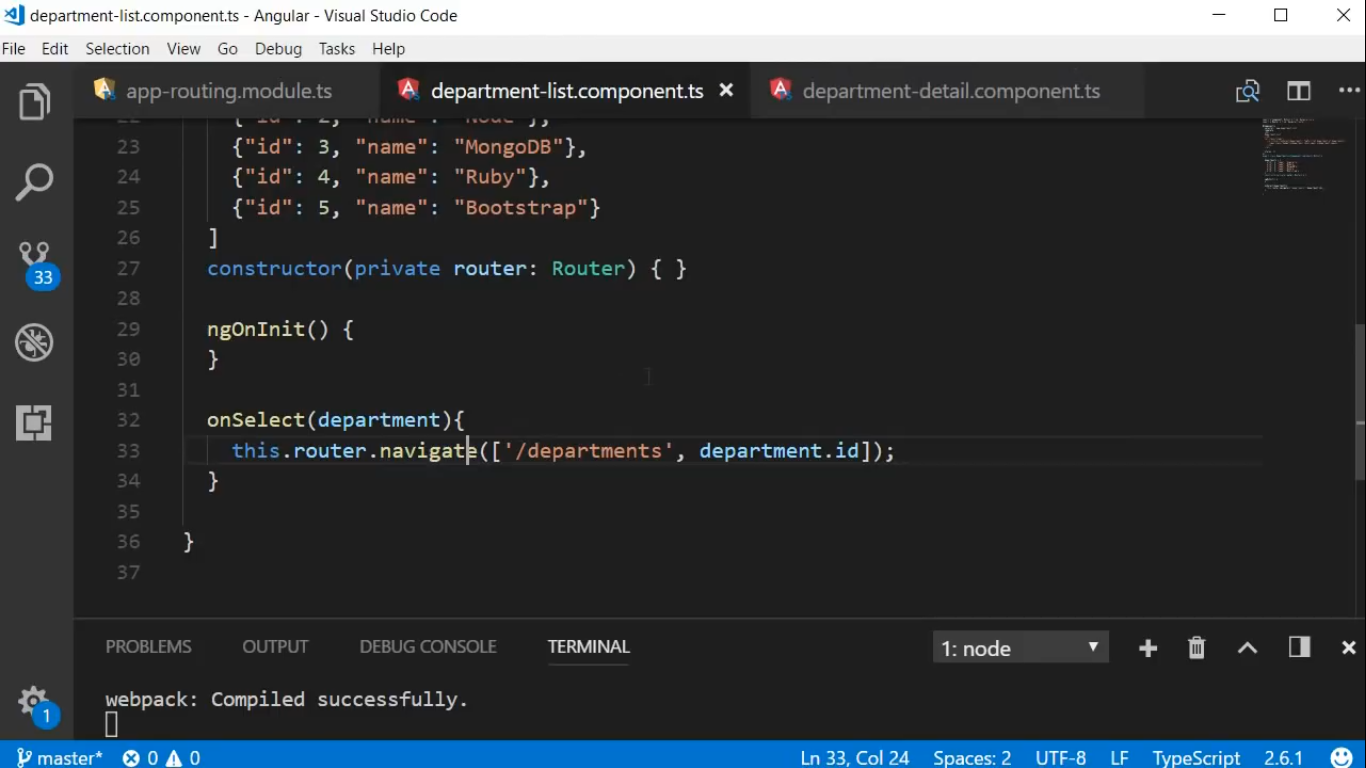 department-list.component.ts - Angular - Visual Studio Code
File Edit Selection View Go Debug Tasks Help
app-routing.module.ts department-list.component.ts department-detail.component.ts
22 {"id": 2, "name": "Node"},
23 {"id": 3, "name": "MongoDB"},
24 {"id": 4, "name": "Ruby"},
25 {"id": 5, "name": "Bootstrap"}
26 ]
27 constructor(private router: Router) { }
28
29 ngOnInit() {
30 }
31
32 onSelect(department){
33 this.router.navigate(['/departments', department.id]);
34 }
35
36 }
37
33
PROBLEMS OUTPUT DEBUG CONSOLE TERMINAL 1: node
webpack: Compiled successfully.
1
master* 0 0 Ln 33, Col 24 Spaces: 2 UTF-8 LF TypeScript 2.6.1